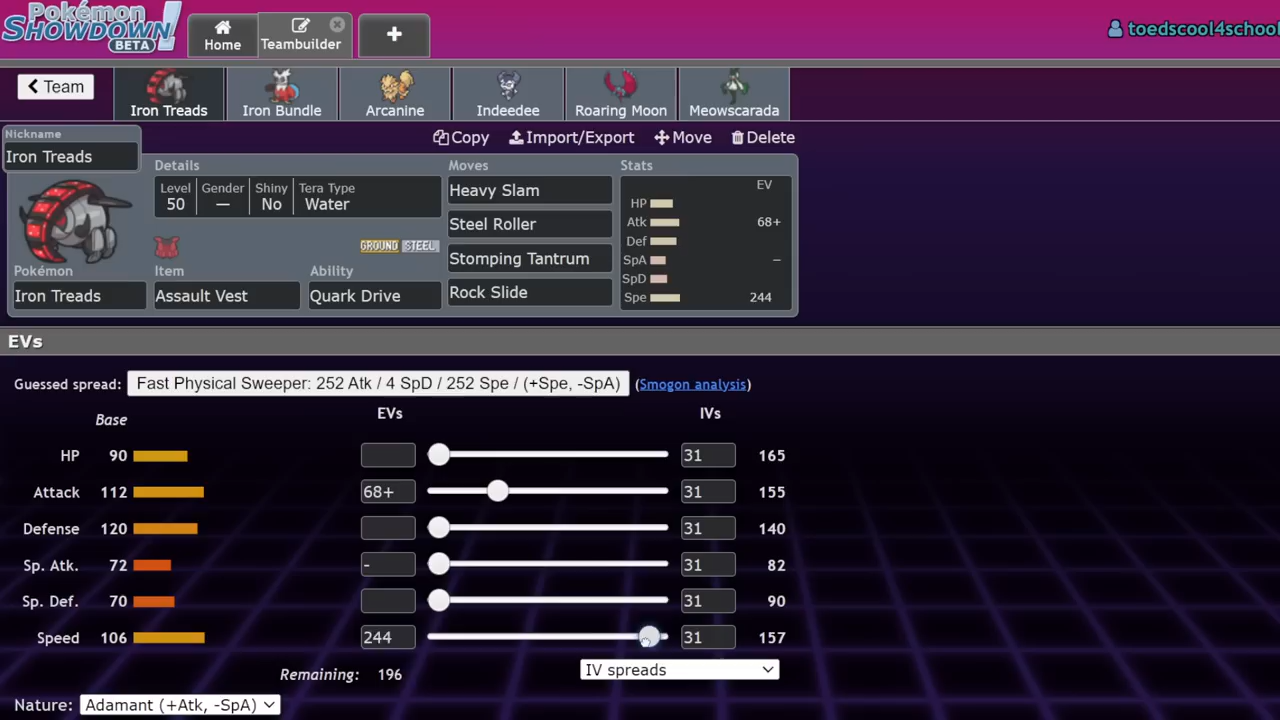 Pokémon
SHOWDOWN!
BETA
Home
Teambuilder
+
toedscool4school
Team
Iron Treads
Iron Bundle
Arcanine
Indeedee
Roaring Moon
Meowscarada
Nickname
Iron Treads
Copy
Import/Export
Move
Delete
Details
Level Gender Shiny Tera Type
50 — No Water
GROUND STEEL
Pokémon
Iron Treads
Item
Assault Vest
Ability
Quark Drive
Moves
Heavy Slam
Steel Roller
Stomping Tantrum
Rock Slide
Stats
EV
HP
Atk 68+
Def
SpA –
SpD
Spe 244
EVs
Guessed spread: Fast Physical Sweeper: 252 Atk / 4 SpD / 252 Spe / (+Spe, -SpA) (Smogon analysis)
Base EVs IVs
HP 90 31 165
Attack 112 68+ 31 155
Defense 120 31 140
Sp. Atk. 72 - 31 82
Sp. Def. 70 31 90
Speed 106 244 31 157
Remaining: 196 IV spreads
Nature: Adamant (+Atk, -SpA)